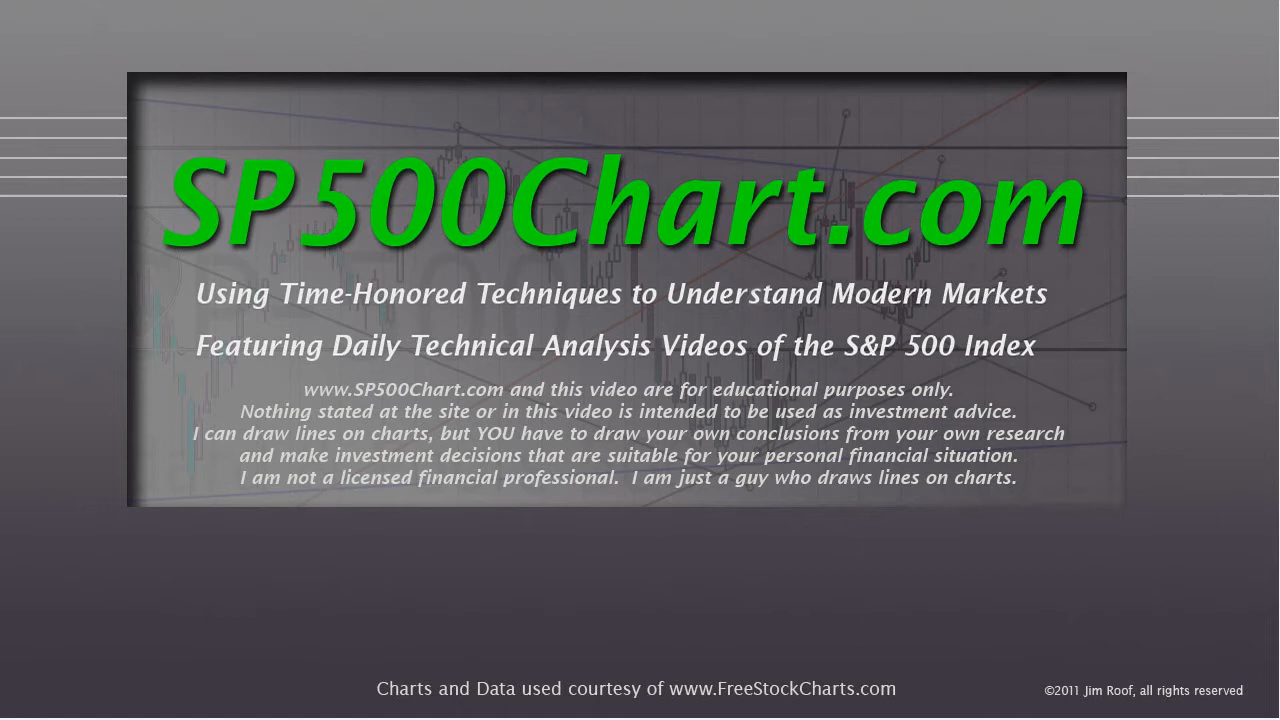 SP500Chart.com
Using Time-Honored Techniques to Understand Modern Markets
Featuring Daily Technical Analysis Videos of the S&P 500 Index
www.SP500Chart.com and this video are for educational purposes only.
Nothing stated at the site or in this video is intended to be used as investment advice.
I can draw lines on charts, but YOU have to draw your own conclusions from your own research
and make investment decisions that are suitable for your personal financial situation.
I am not a licensed financial professional.  I am just a guy who draws lines on charts.
Charts and Data used courtesy of www.FreeStockCharts.com
©2011 Jim Roof, all rights reserved